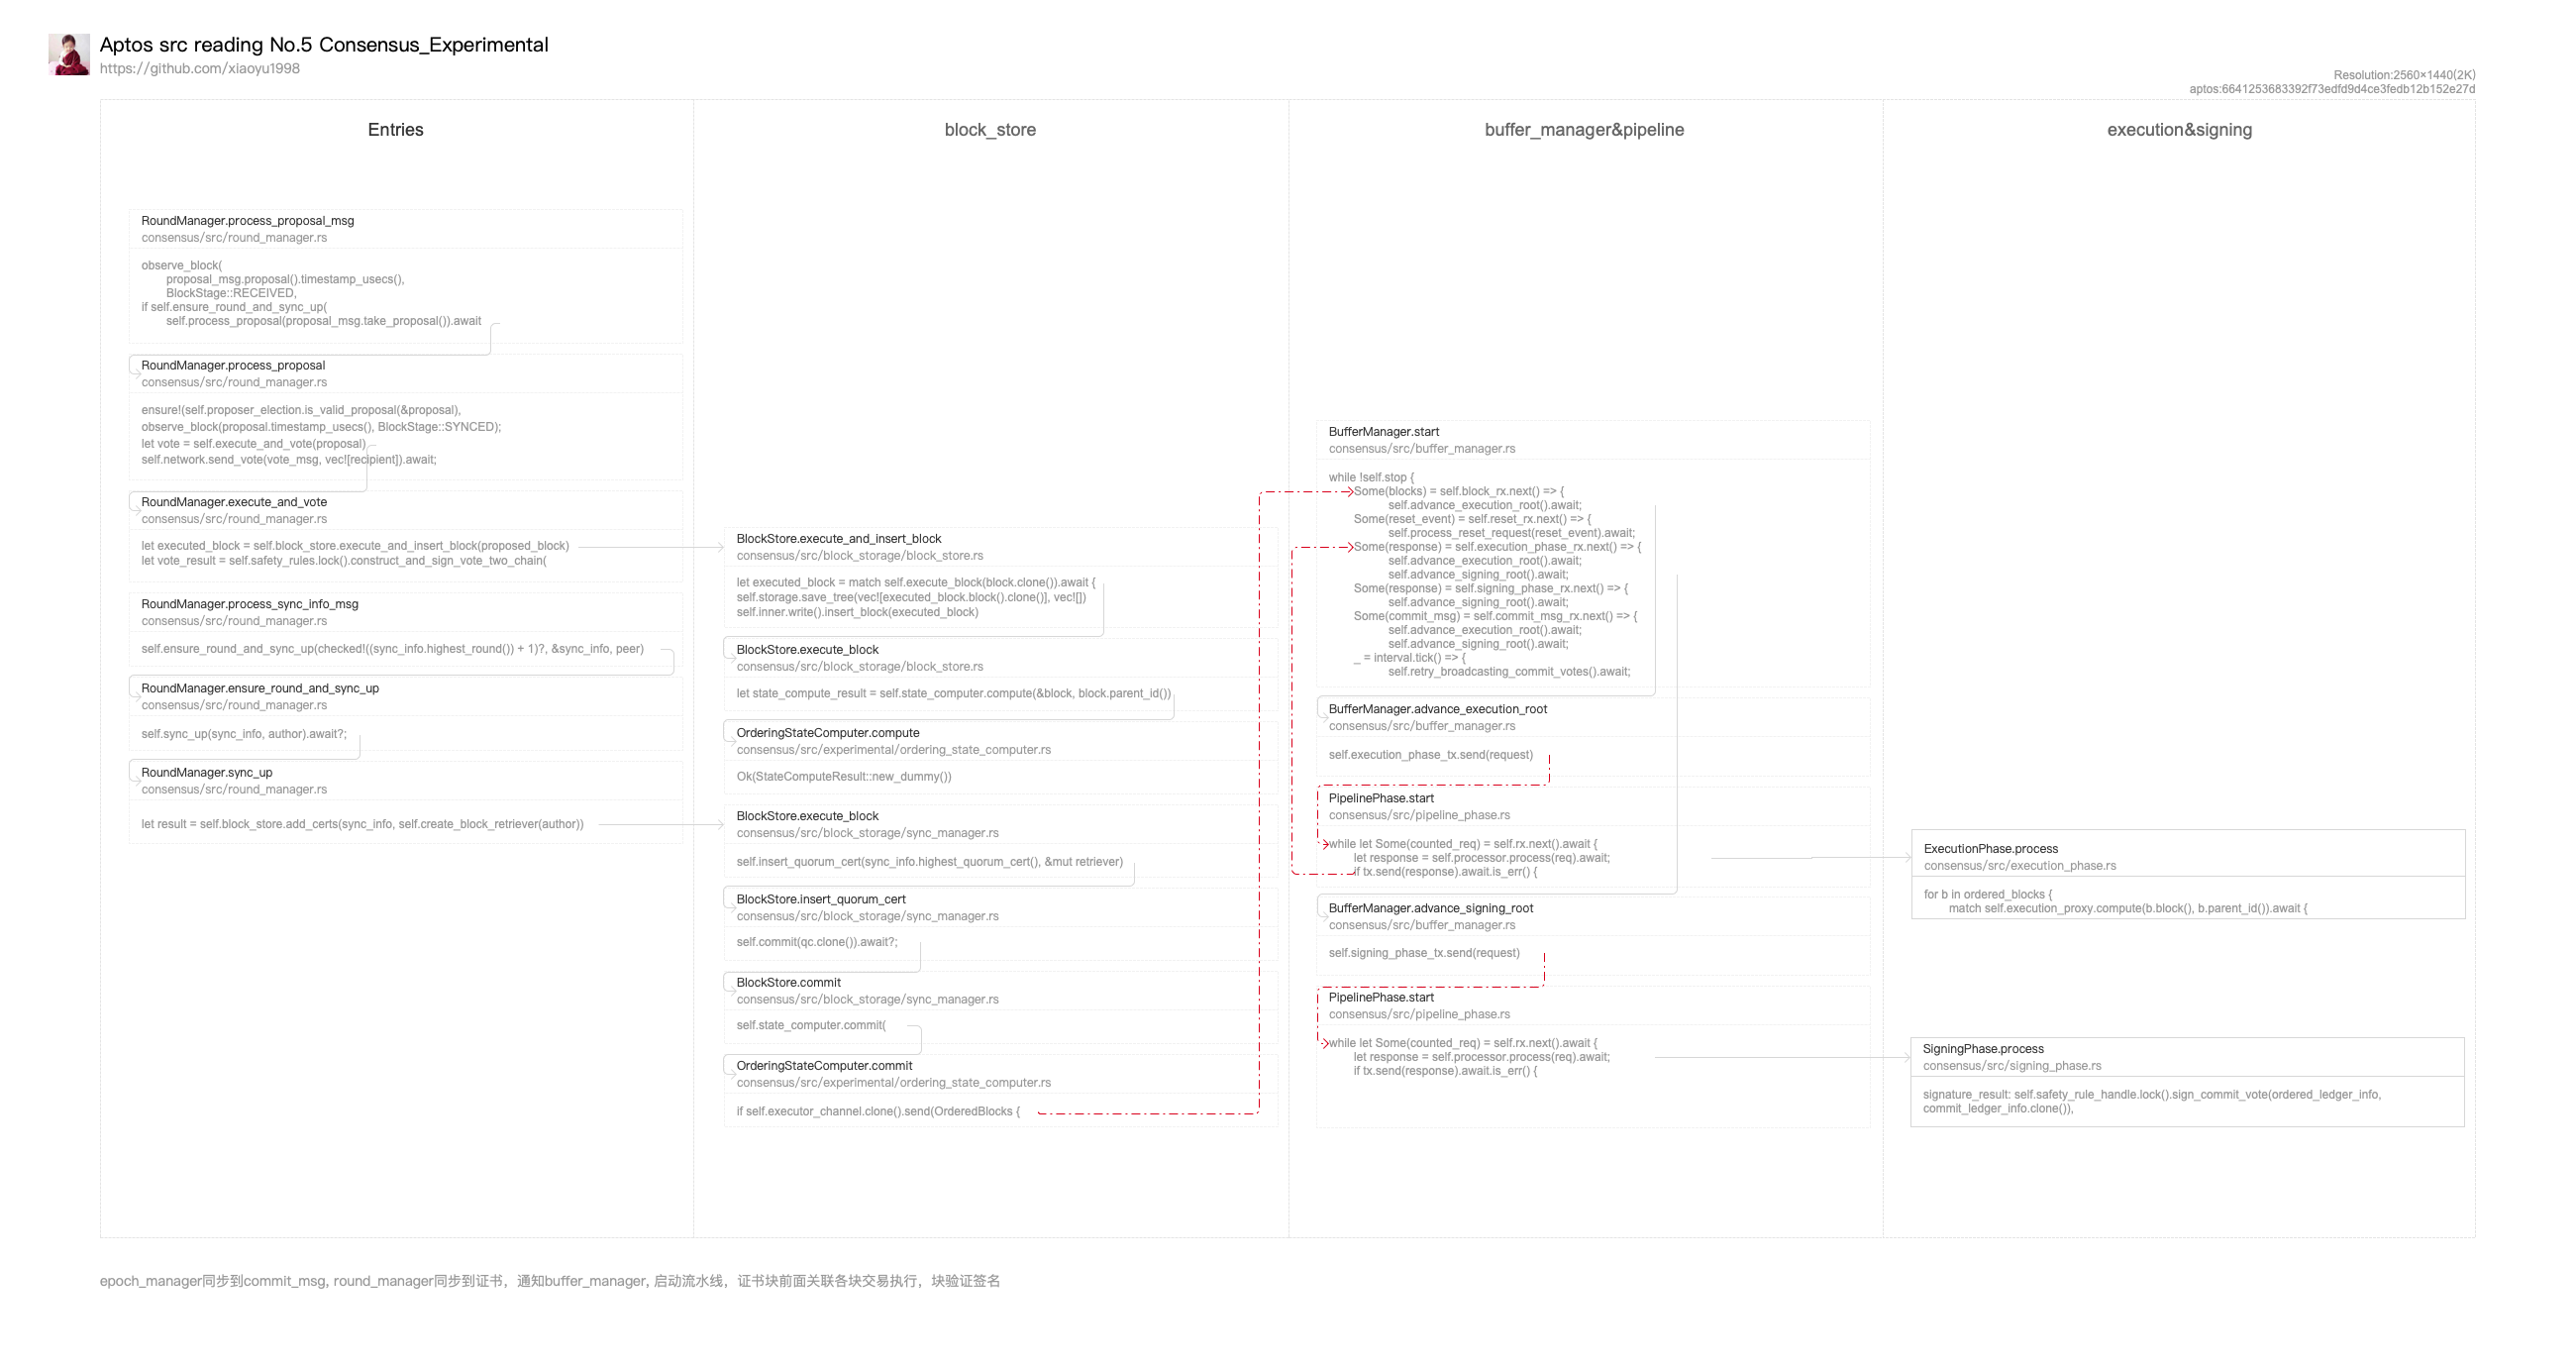 Aptos src reading No.5 Consensus_Experimental
https://github.com/xiaoyu1998
Resolution:2560×1440(2K)
aptos:6641253683392f73edfd9d4ce3fedb12b152e27d
Entries
RoundManager.process_proposal_msg
consensus/src/round_manager.rs
observe_block(
proposal_msg.proposal().timestamp_usecs(),
BlockStage::RECEIVED,
if self.ensure_round_and_sync_up(
self.process_proposal(proposal_msg.take_proposal()).await
RoundManager.process_proposal
consensus/src/round_manager.rs
ensure!(self.proposer_election.is_valid_proposal(&proposal),
observe_block(proposal.timestamp_usecs(), BlockStage::SYNCED);
let vote = self.execute_and_vote(proposal)
self.network.send_vote(vote_msg, vec![recipient]).await;
RoundManager.execute_and_vote
consensus/src/round_manager.rs
let executed_block = self.block_store.execute_and_insert_block(proposed_block)
let vote_result = self.safety_rules.lock().construct_and_sign_vote_two_chain(
RoundManager.process_sync_info_msg
consensus/src/round_manager.rs
self.ensure_round_and_sync_up(checked!((sync_info.highest_round()) + 1)?, &sync_info, peer)
RoundManager.ensure_round_and_sync_up
consensus/src/round_manager.rs
self.sync_up(sync_info, author).await?;
RoundManager.sync_up
consensus/src/round_manager.rs
let result = self.block_store.add_certs(sync_info, self.create_block_retriever(author))
block_store
BlockStore.execute_and_insert_block
consensus/src/block_storage/block_store.rs
let executed_block = match self.execute_block(block.clone()).await {
self.storage.save_tree(vec![executed_block.block().clone()], vec![])
self.inner.write().insert_block(executed_block)
BlockStore.execute_block
consensus/src/block_storage/block_store.rs
let state_compute_result = self.state_computer.compute(&block, block.parent_id())
OrderingStateComputer.compute
consensus/src/experimental/ordering_state_computer.rs
Ok(StateComputeResult::new_dummy())
BlockStore.execute_block
consensus/src/block_storage/sync_manager.rs
self.insert_quorum_cert(sync_info.highest_quorum_cert(), &mut retriever)
BlockStore.insert_quorum_cert
consensus/src/block_storage/sync_manager.rs
self.commit(qc.clone()).await?;
BlockStore.commit
consensus/src/block_storage/sync_manager.rs
self.state_computer.commit(
OrderingStateComputer.commit
consensus/src/experimental/ordering_state_computer.rs
if self.executor_channel.clone().send(OrderedBlocks {
buffer_manager&pipeline
BufferManager.start
consensus/src/buffer_manager.rs
while !self.stop {
Some(blocks) = self.block_rx.next() => {
self.advance_execution_root().await;
Some(reset_event) = self.reset_rx.next() => {
self.process_reset_request(reset_event).await;
Some(response) = self.execution_phase_rx.next() => {
self.advance_execution_root().await;
self.advance_signing_root().await;
Some(response) = self.signing_phase_rx.next() => {
self.advance_signing_root().await;
Some(commit_msg) = self.commit_msg_rx.next() => {
self.advance_execution_root().await;
self.advance_signing_root().await;
_ = interval.tick() => {
self.retry_broadcasting_commit_votes().await;
BufferManager.advance_execution_root
consensus/src/buffer_manager.rs
self.execution_phase_tx.send(request)
PipelinePhase.start
consensus/src/pipeline_phase.rs
while let Some(counted_req) = self.rx.next().await {
let response = self.processor.process(req).await;
if tx.send(response).await.is_err() {
BufferManager.advance_signing_root
consensus/src/buffer_manager.rs
self.signing_phase_tx.send(request)
PipelinePhase.start
consensus/src/pipeline_phase.rs
while let Some(counted_req) = self.rx.next().await {
let response = self.processor.process(req).await;
if tx.send(response).await.is_err() {
execution&signing
ExecutionPhase.process
consensus/src/execution_phase.rs
for b in ordered_blocks {
match self.execution_proxy.compute(b.block(), b.parent_id()).await {
SigningPhase.process
consensus/src/signing_phase.rs
signature_result: self.safety_rule_handle.lock().sign_commit_vote(ordered_ledger_info,
commit_ledger_info.clone()),
epoch_manager同步到commit_msg, round_manager同步到证书，通知buffer_manager, 启动流水线，证书块前面关联各块交易执行，块验证签名